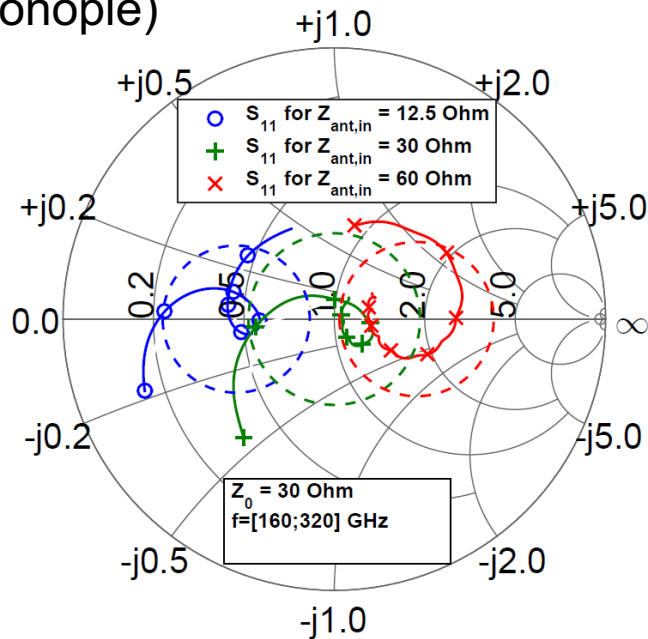 onopole)
+j1.0
+j0.5
+j2.0
S11 for Zant,in = 12.5 Ohm
S11 for Zant,in = 30 Ohm
S11 for Zant,in = 60 Ohm
+j0.2
+j5.0
0.2
0.5
1.0
2.0
5.0
0.0
∞
-j0.2
-j5.0
Z0 = 30 Ohm
f=[160;320] GHz
-j0.5
-j2.0
-j1.0